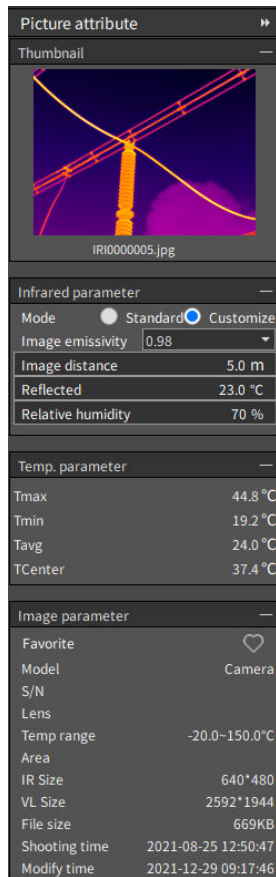 Picture attribute
Thumbnail
IRI0000005.jpg
Infrared parameter
Mode Standard Customize
Image emissivity 0.98
Image distance 5.0 m
Reflected 23.0 °C
Relative humidity 70 %
Temp. parameter
Tmax 44.8 °C
Tmin 19.2 °C
Tavg 24.0 °C
TCenter 37.4 °C
Image parameter
Favorite
Model Camera
S/N
Lens
Temp range -20.0~150.0°C
Area
IR Size 640*480
VL Size 2592*1944
File size 669KB
Shooting time 2021-08-25 12:50:47
Modify time 2021-12-29 09:17:46